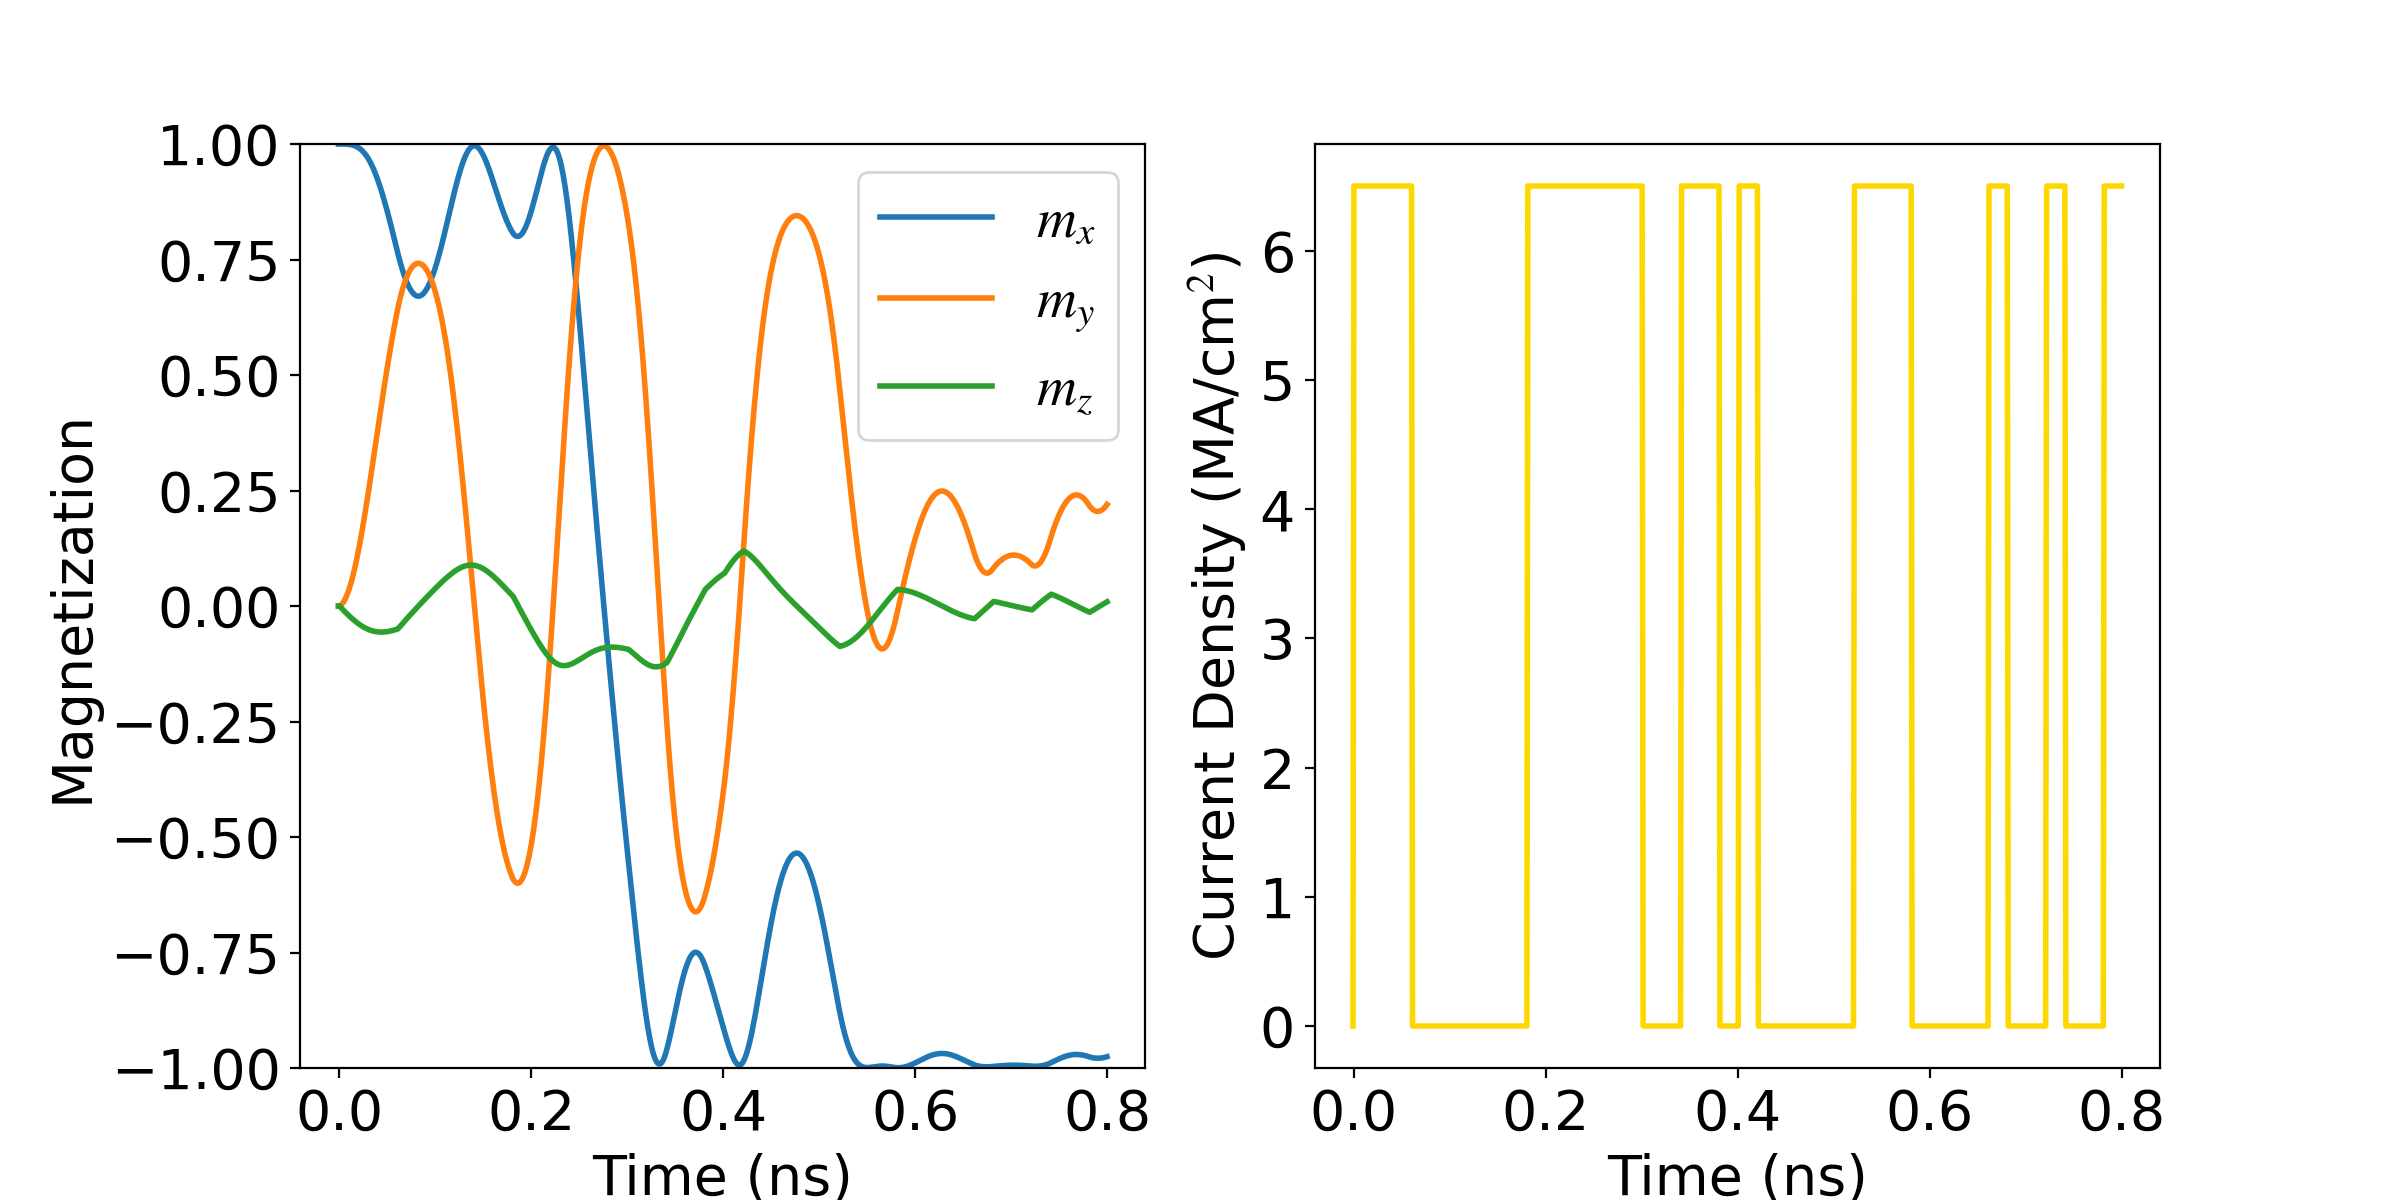 Magnetization
1.00
0.75
0.50
0.25
0.00
−0.25
−0.50
−0.75
−1.00
0.0 0.2 0.4 0.6 0.8
Time (ns)
m_x
m_y
m_z
Current Density (MA/cm²)
6
5
4
3
2
1
0
0.0 0.2 0.4 0.6 0.8
Time (ns)